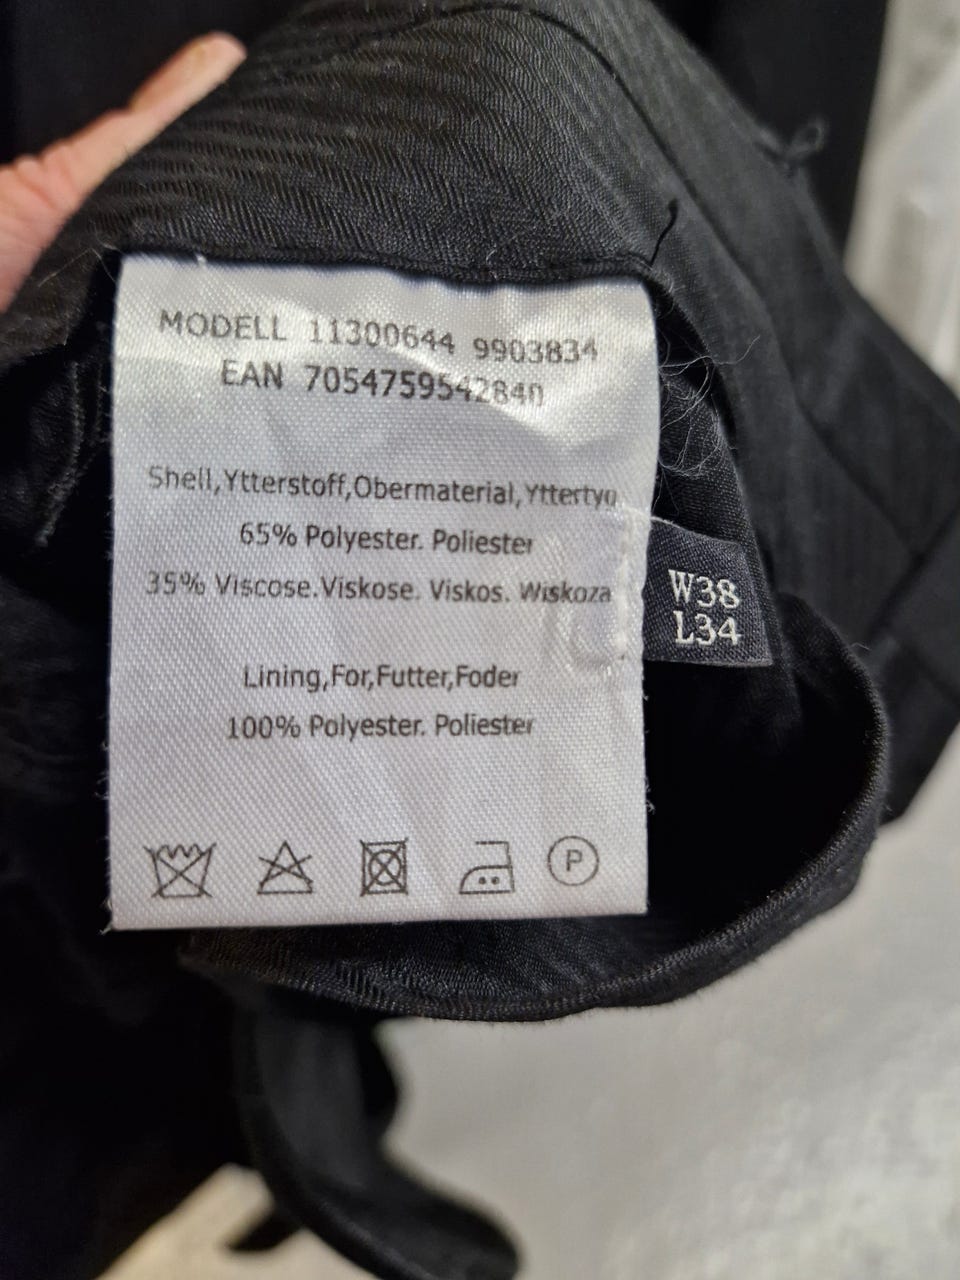 MODELL 11300644 9903834
EAN 7054759542840
Shell,Ytterstoff,Obermaterial,Yttertyg
65% Polyester. Poliester
35% Viscose.Viskose. Viskos. Wiskoza
Lining,For,Futter,Foder
100% Polyester. Poliester
P
W38
L34